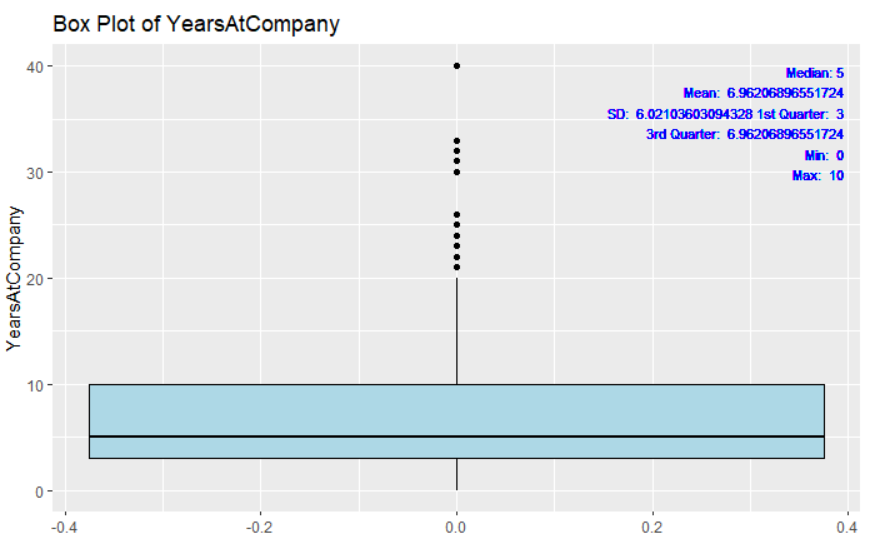 Box Plot of YearsAtCompany
Median: 5
Mean:  6.96206896551724
SD:  6.02103603094328 1st Quarter:  3
3rd Quarter:  6.96206896551724
Min:  0
Max:  10
YearsAtCompany
40
30
20
10
0
-0.4 -0.2 0.0 0.2 0.4